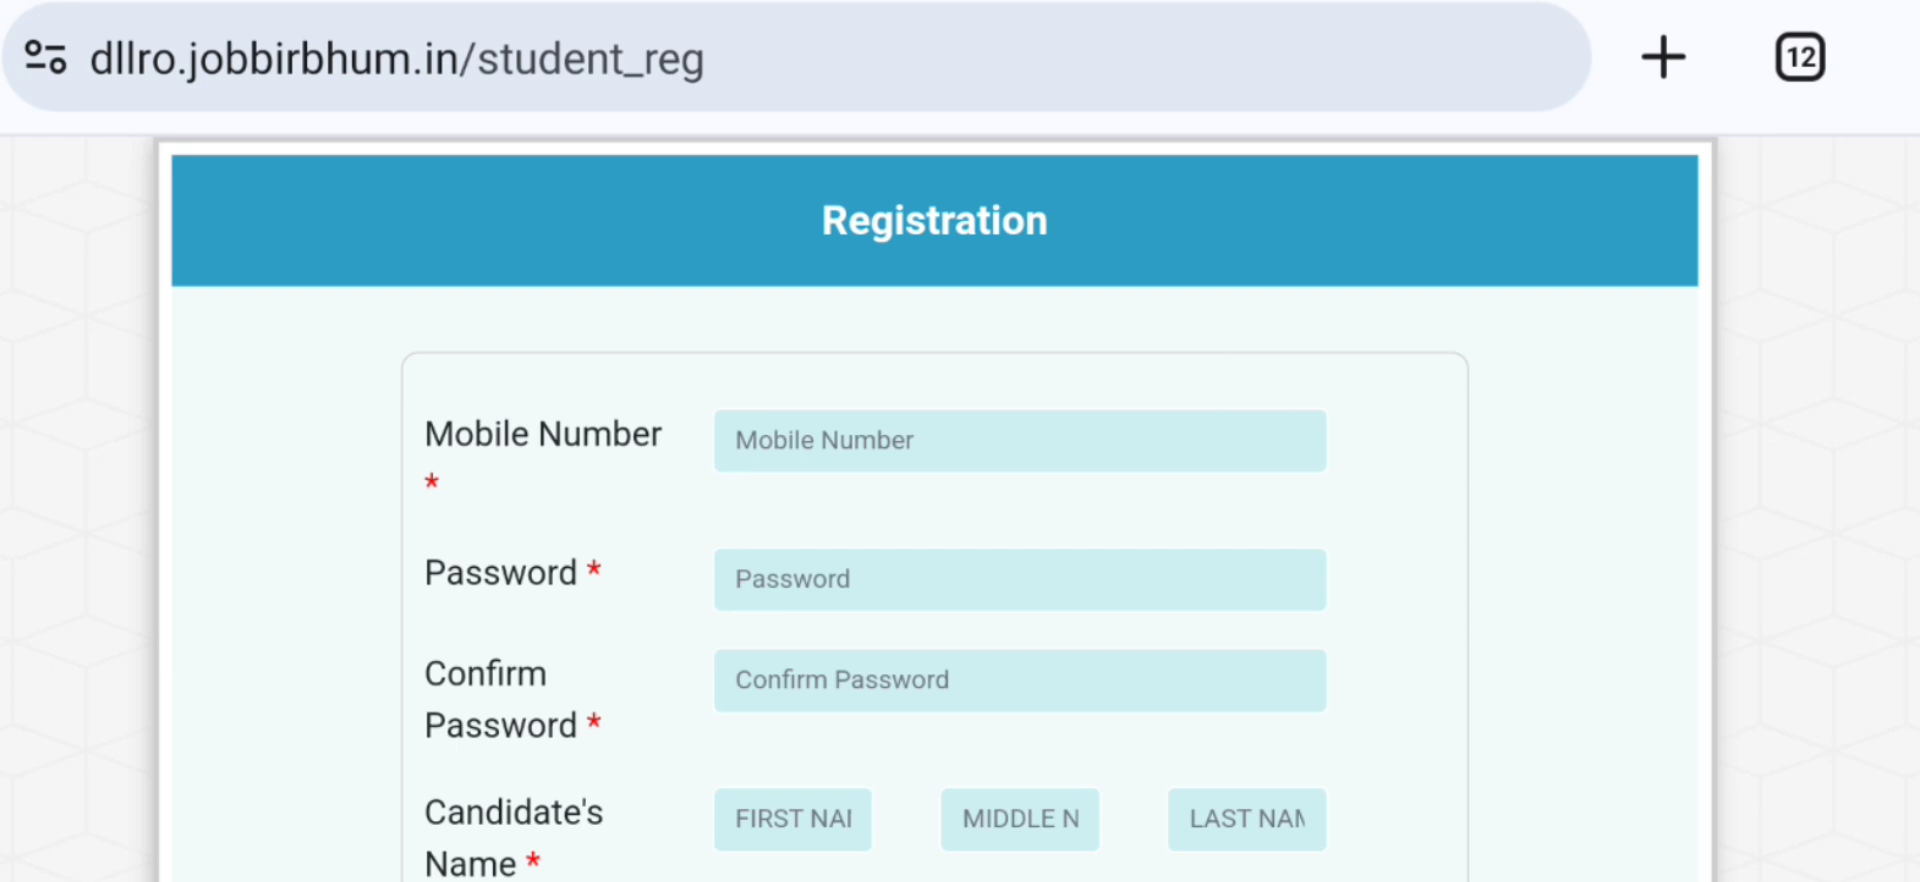 dllro.jobbirbhum.in/student_reg
12
Registration
Mobile Number
*
Mobile Number
Password *
Password
Confirm
Password *
Confirm Password
Candidate's
Name *
FIRST NAI
MIDDLE N
LAST NAM